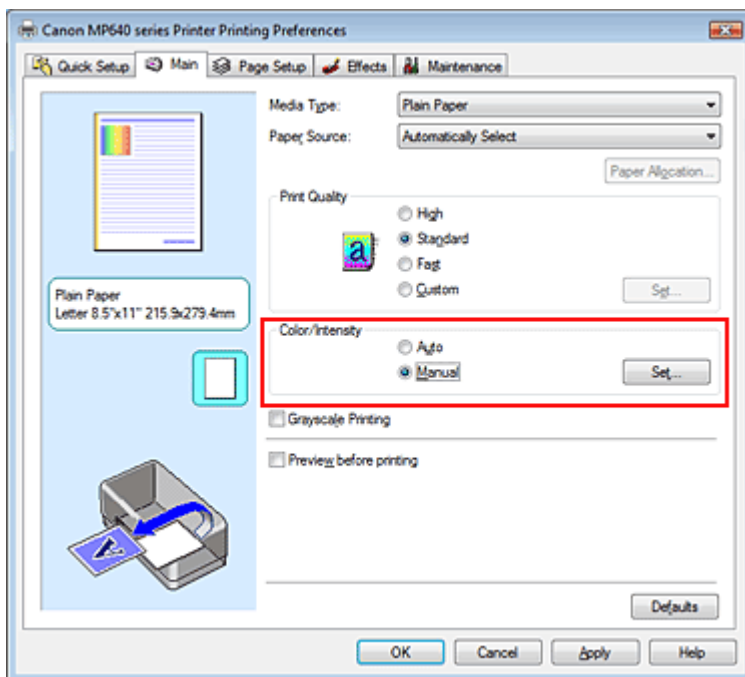 Canon MP640 series Printer Printing Preferences
Quick Setup Main Page Setup Effects Maintenance
Media Type: Plain Paper
Paper Source: Automatically Select
Paper Allocation...
Print Quality
High
Standard
Fast
Custom
Set...
Plain Paper
Letter 8.5"x11" 215.9x279.4mm
Color/Intensity
Auto
Manual
Set...
Grayscale Printing
Preview before printing
Defaults
OK Cancel Apply Help